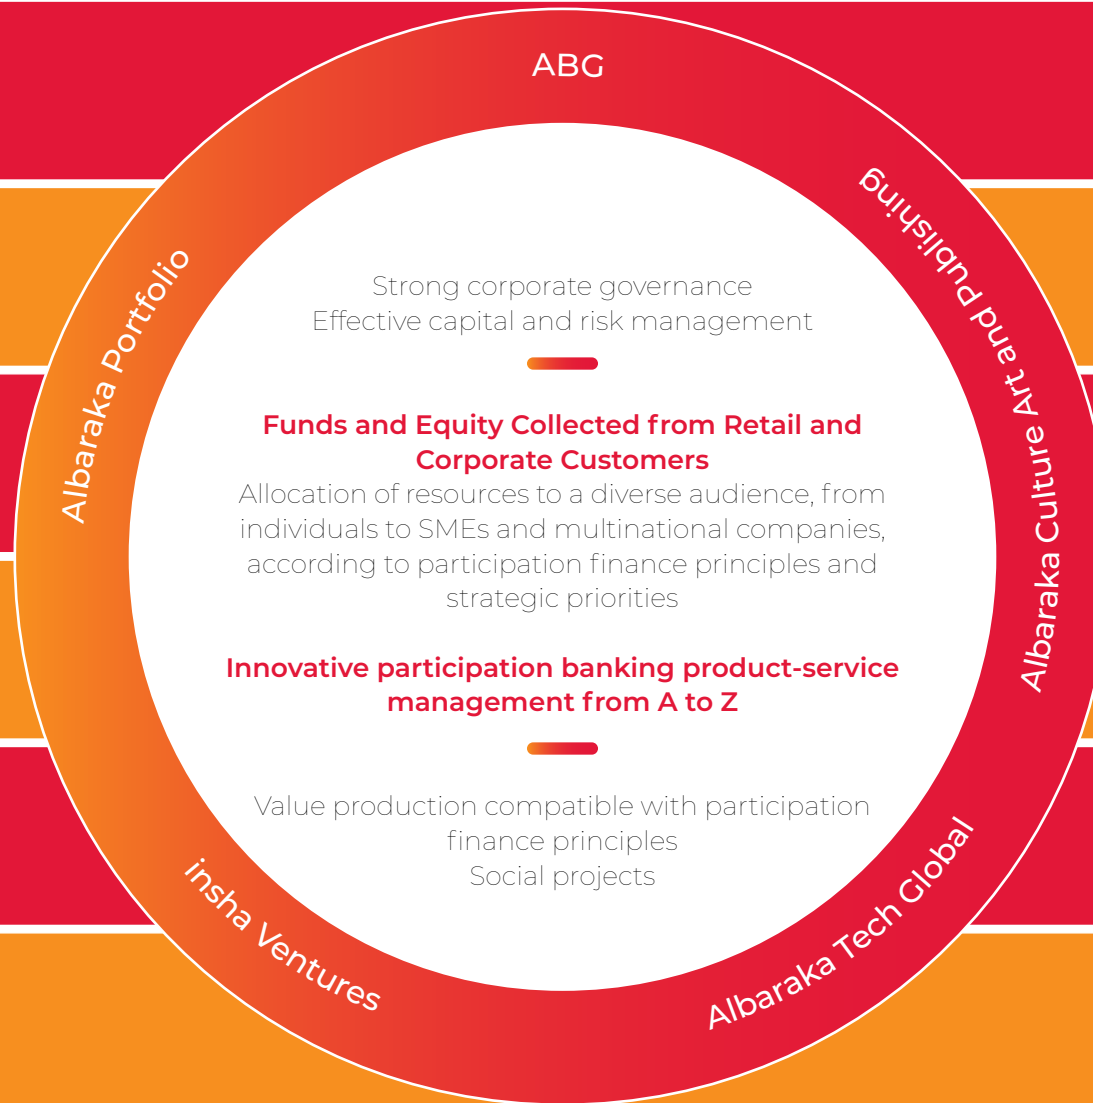 ABG
Albaraka Portfolio
Albaraka Culture Art and Publishing
Strong corporate governance
Effective capital and risk management
Funds and Equity Collected from Retail and
Corporate Customers
Allocation of resources to a diverse audience, from
individuals to SMEs and multinational companies,
according to participation finance principles and
strategic priorities
Innovative participation banking product-service
management from A to Z
Value production compatible with participation
finance principles
Social projects
insha Ventures
Albaraka Tech Global